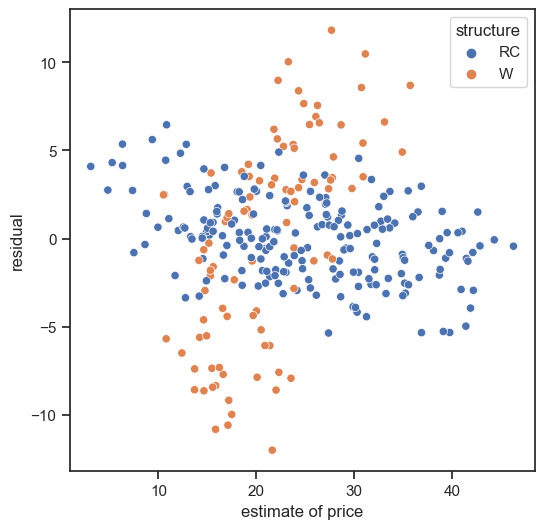 structure
RC
W
10
5
0
−5
−10
residual
10
20
30
40
estimate of price